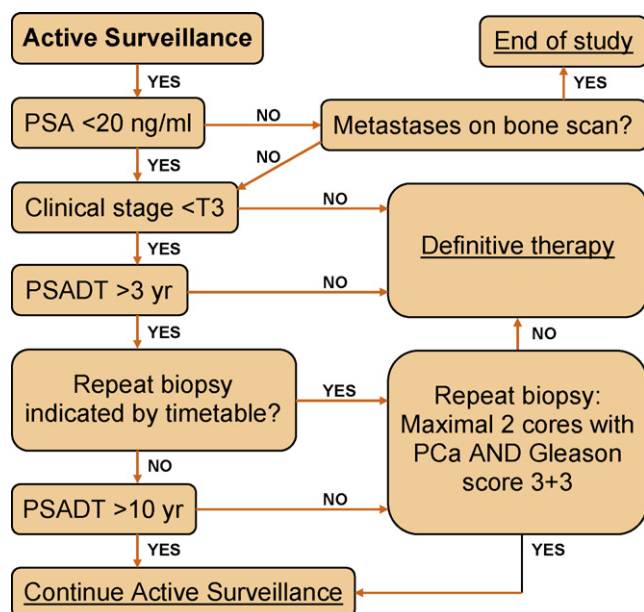 Active Surveillance
End of study
YES
YES
PSA <20 ng/ml
NO
Metastases on bone scan?
YES
NO
Clinical stage <T3
NO
Definitive therapy
YES
PSADT >3 yr
NO
YES
NO
Repeat biopsy
indicated by timetable?
YES
Repeat biopsy:
Maximal 2 cores with
PCa AND Gleason
score 3+3
NO
PSADT >10 yr
NO
YES
YES
Continue Active Surveillance